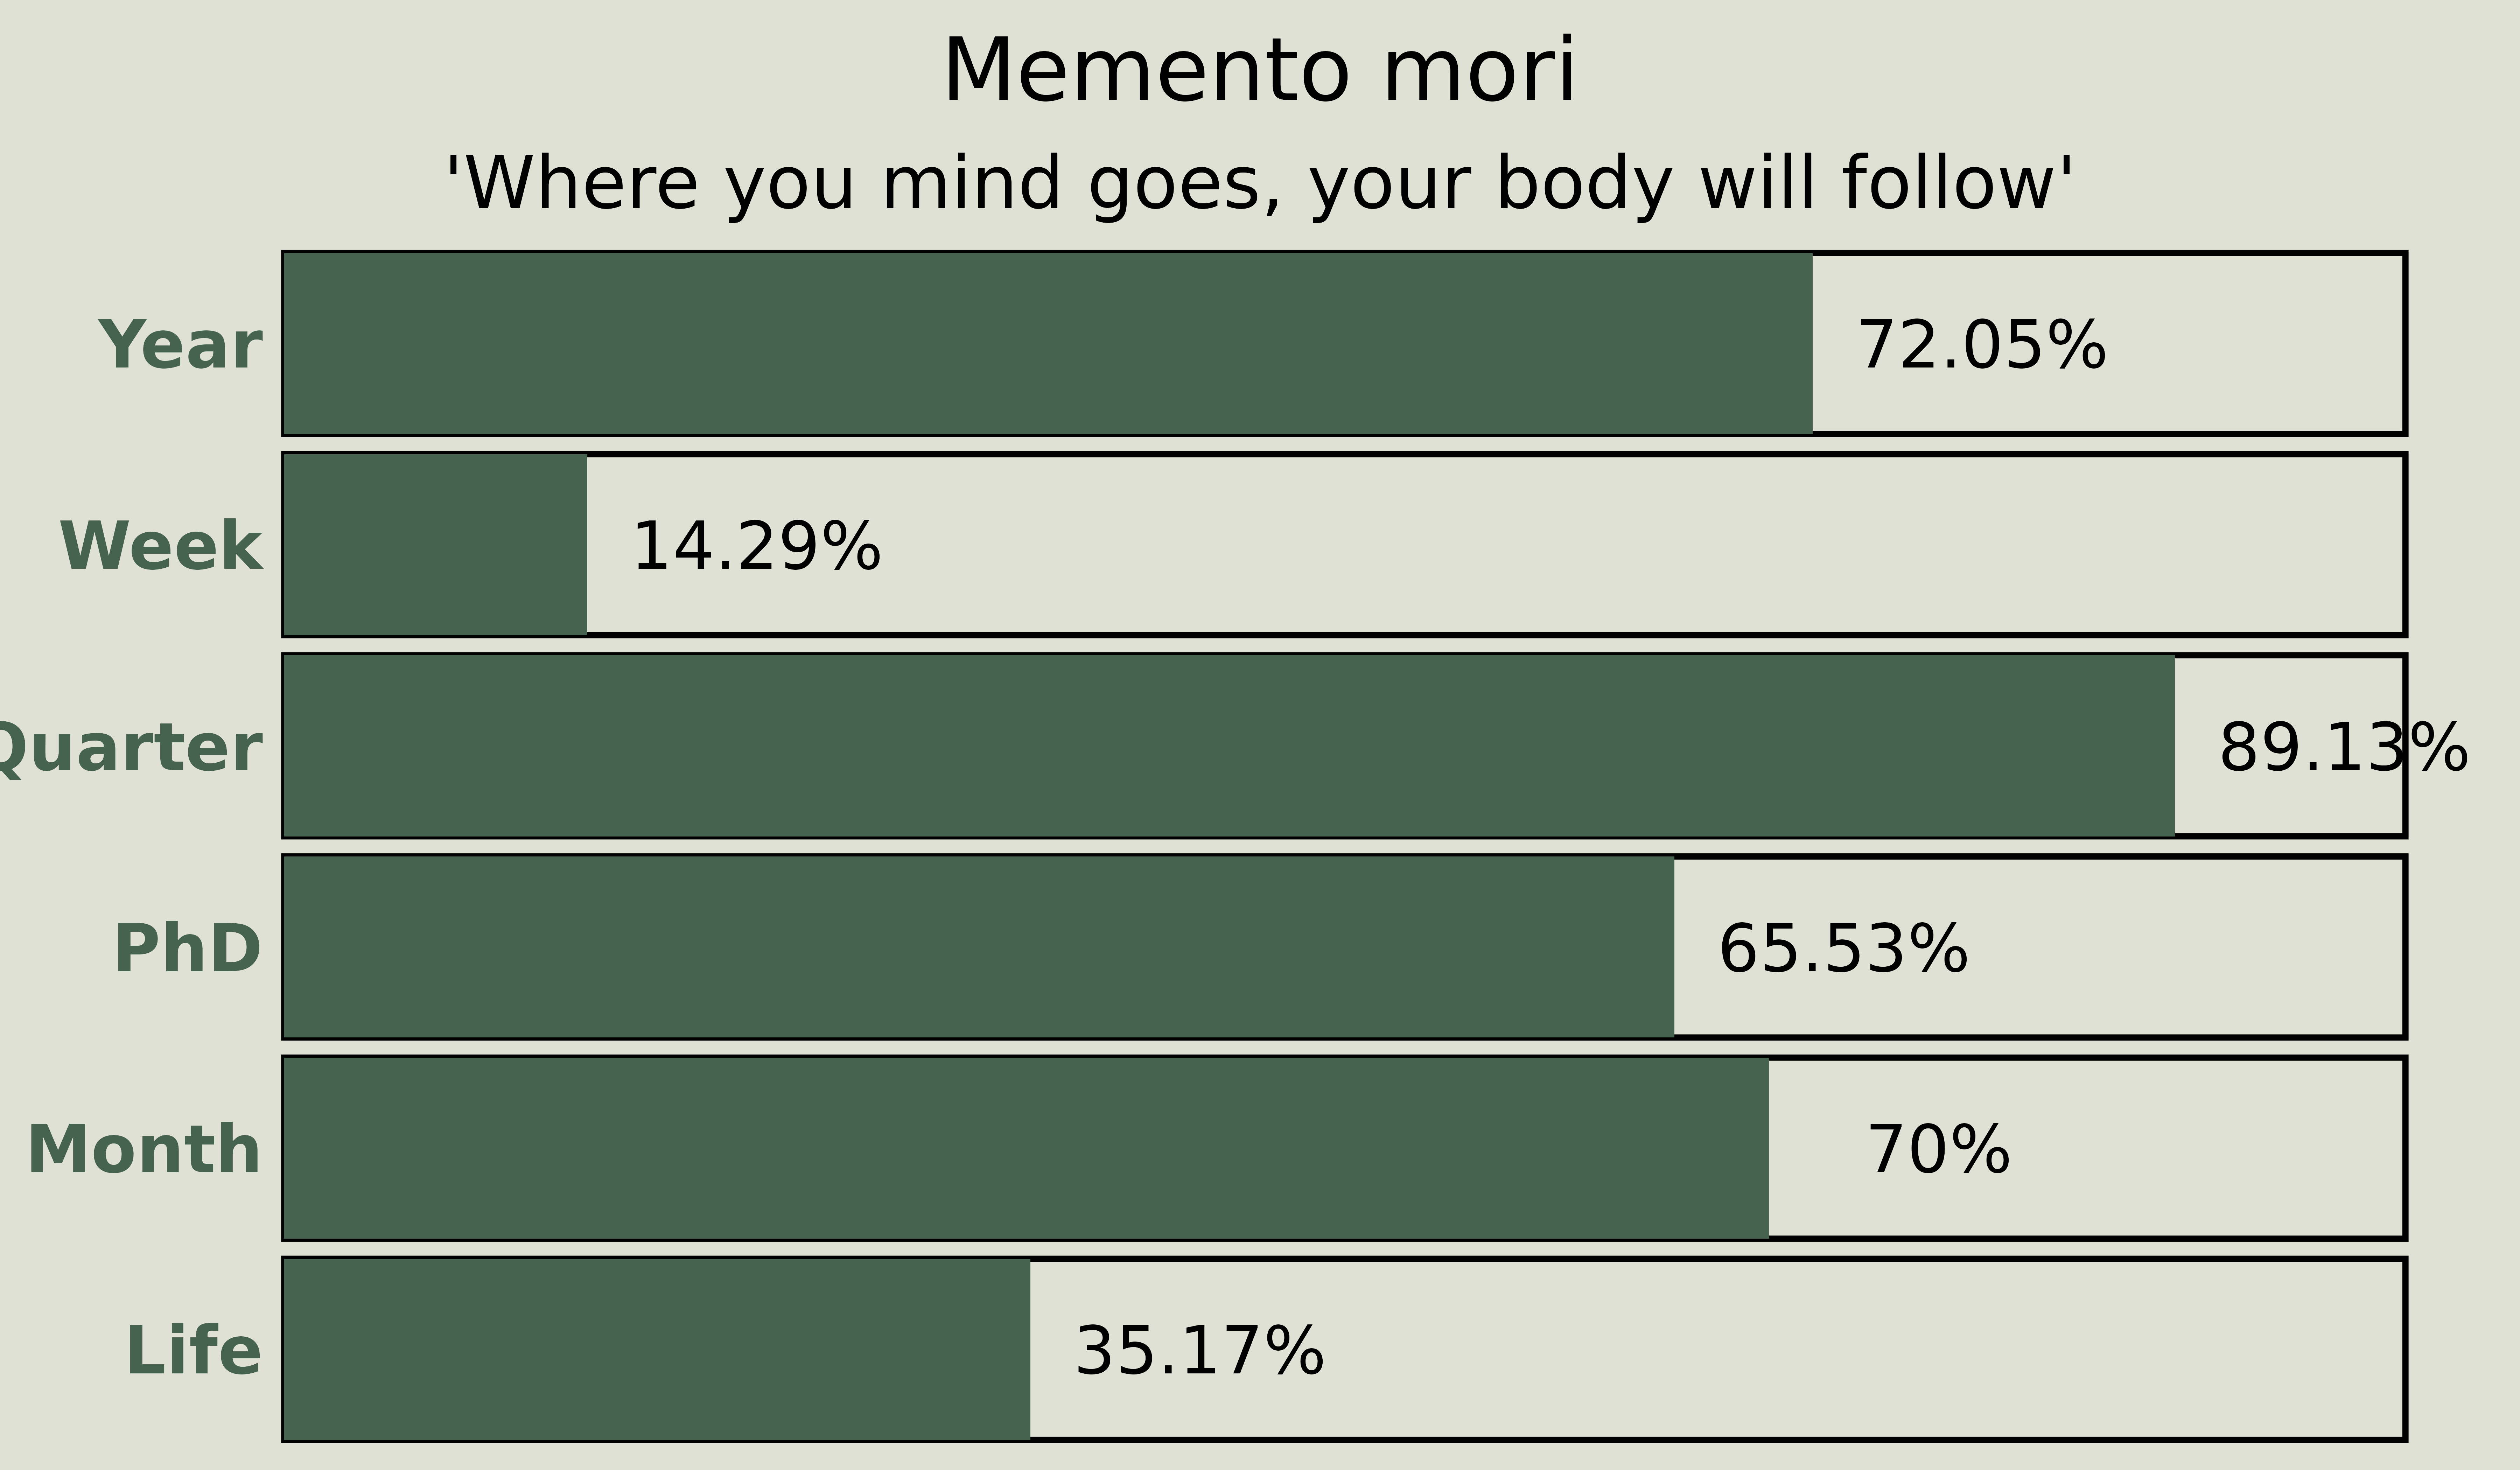 Memento mori
'Where you mind goes, your body will follow'
Year 72.05%
Week 14.29%
Quarter 89.13%
PhD 65.53%
Month 70%
Life 35.17%